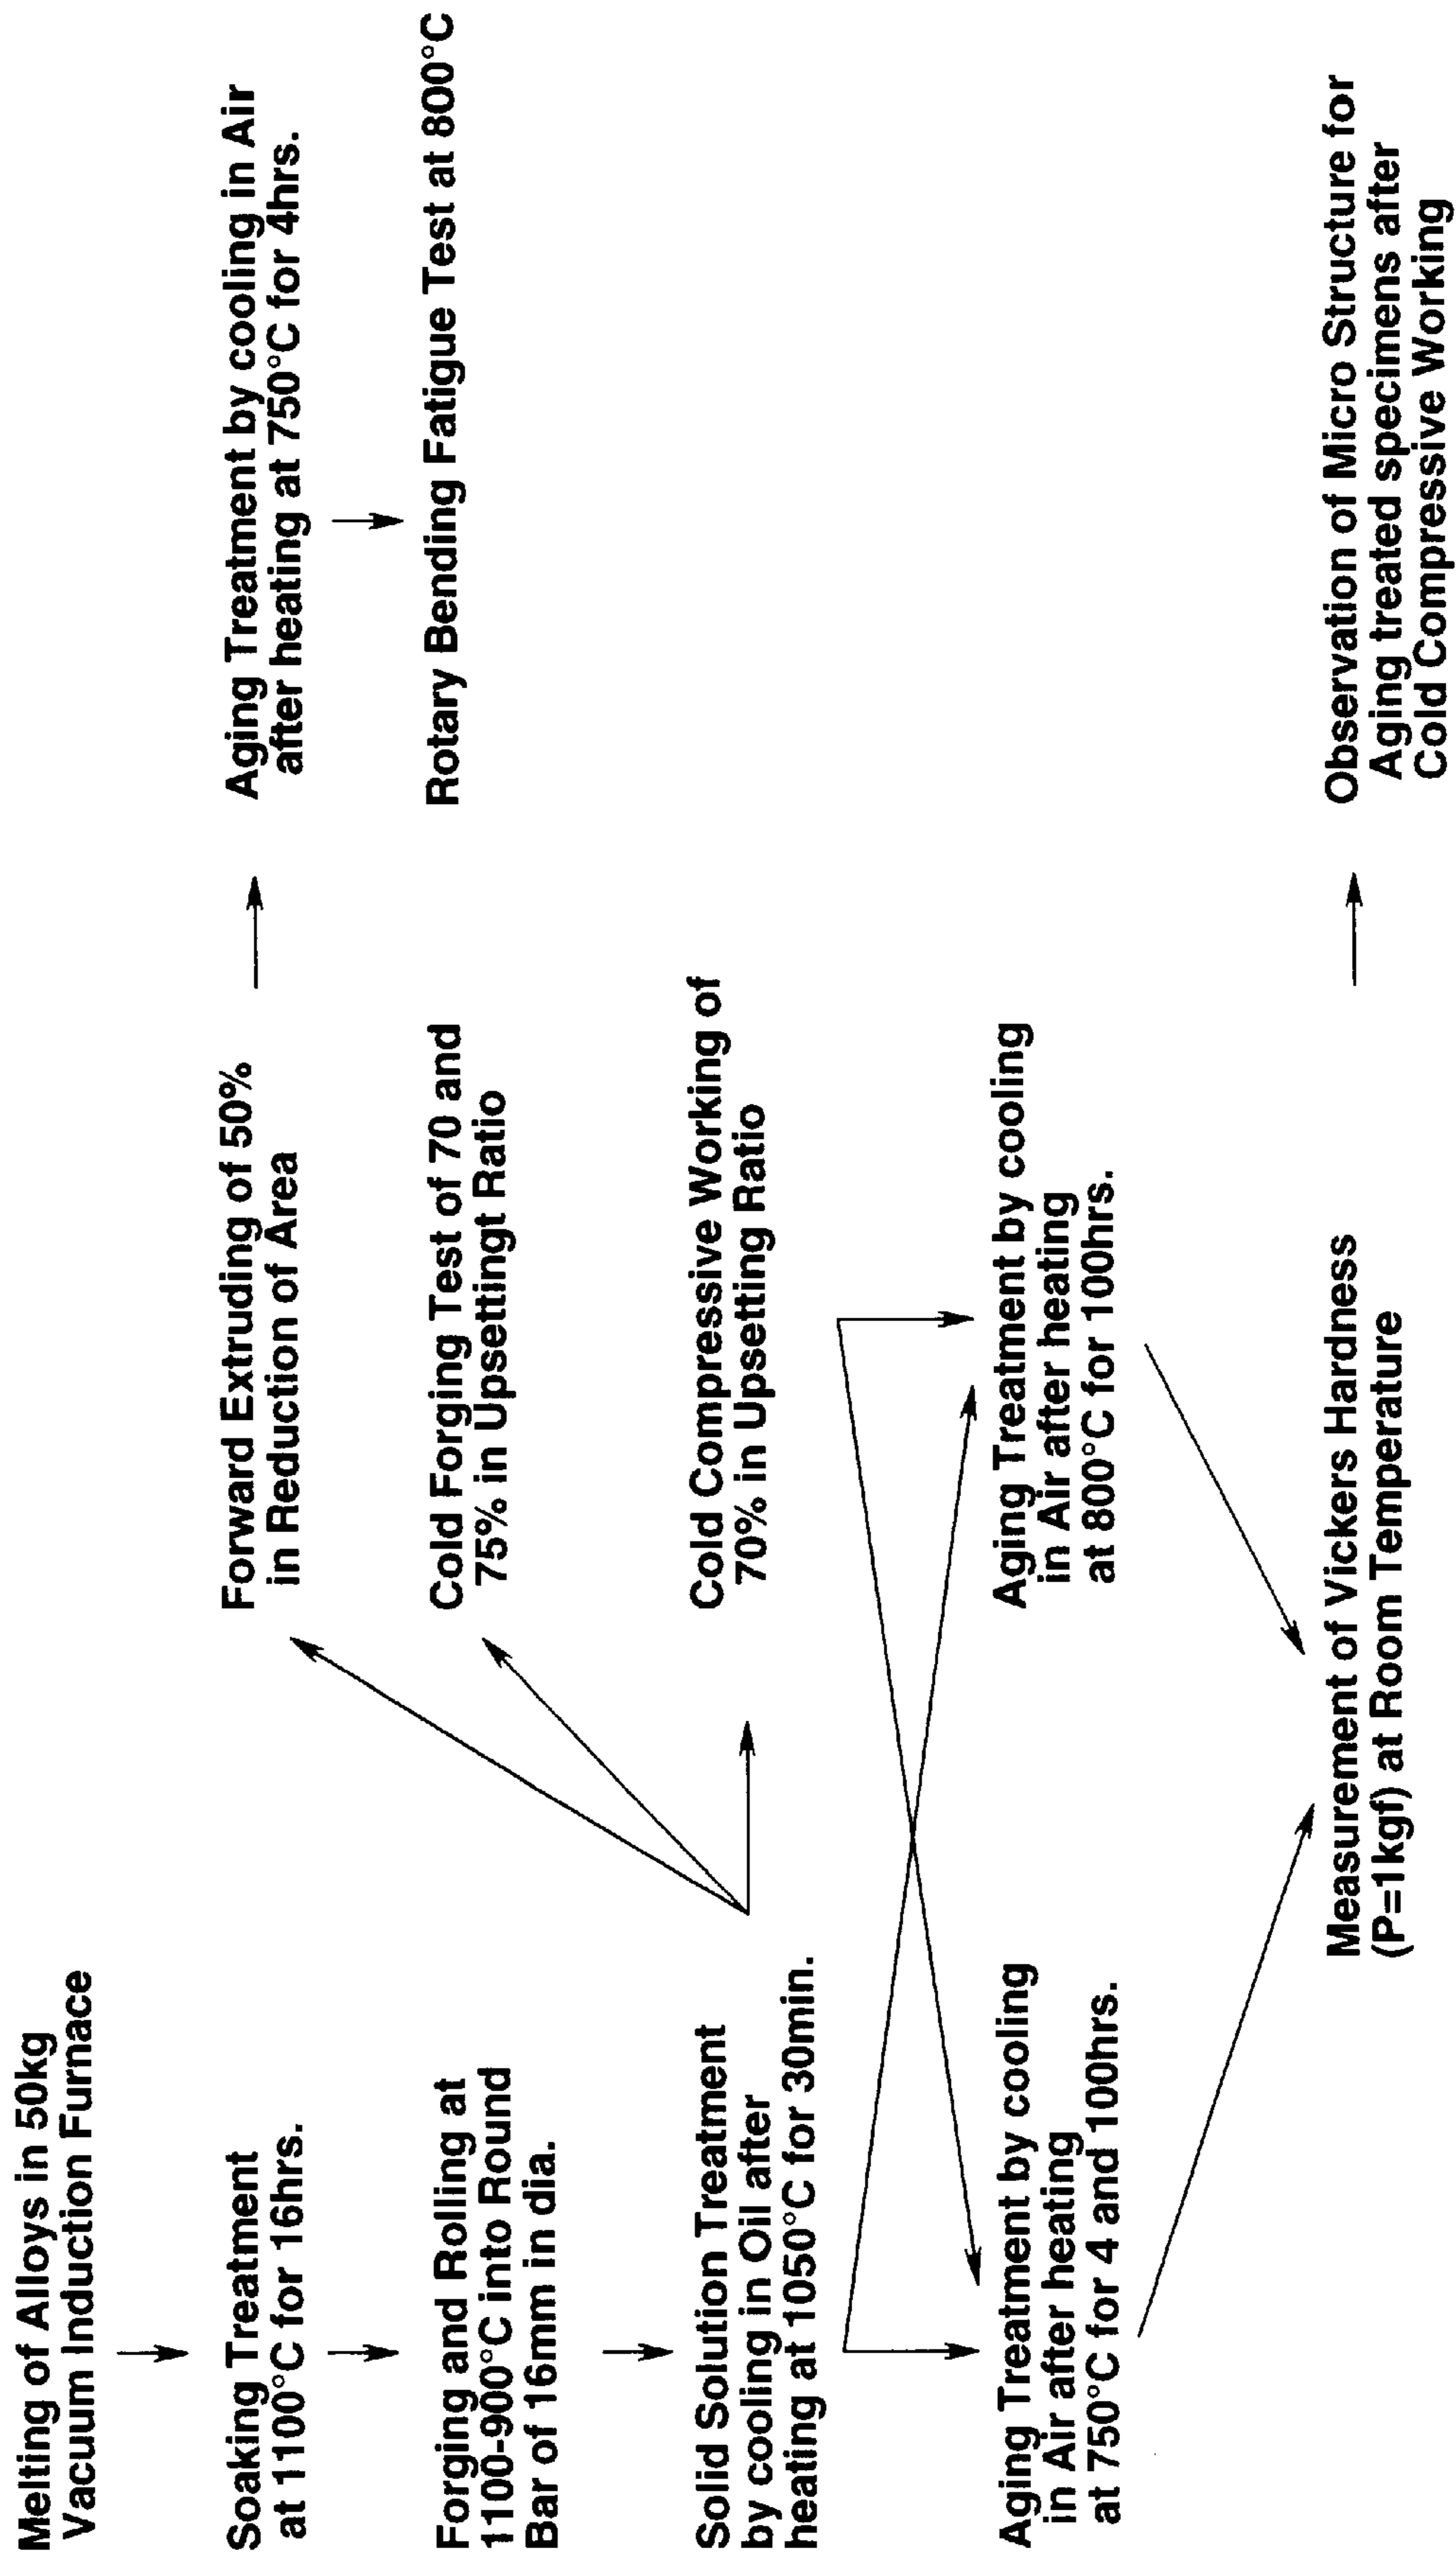 Melting of Alloys in 50kg
Vacuum Induction Furnace
Soaking Treatment
at 1100°C for 16hrs.
Forging and Rolling at
1100-900°C into Round
Bar of 16mm in dia.
Solid Solution Treatment
by cooling in Oil after
heating at 1050°C for 30min.
Forward Extruding of 50%
in Reduction of Area
Aging Treatment by cooling in Air
after heating at 750°C for 4hrs.
Rotary Bending Fatigue Test at 800°C
Cold Forging Test of 70 and
75% in Upsettingt Ratio
Cold Compressive Working of
70% in Upsetting Ratio
Aging Treatment by cooling
in Air after heating
at 750°C for 4 and 100hrs.
Aging Treatment by cooling
in Air after heating
at 800°C for 100hrs.
Measurement of Vickers Hardness
(P=1kgf) at Room Temperature
Observation of Micro Structure for
Aging treated specimens after
Cold Compressive Working